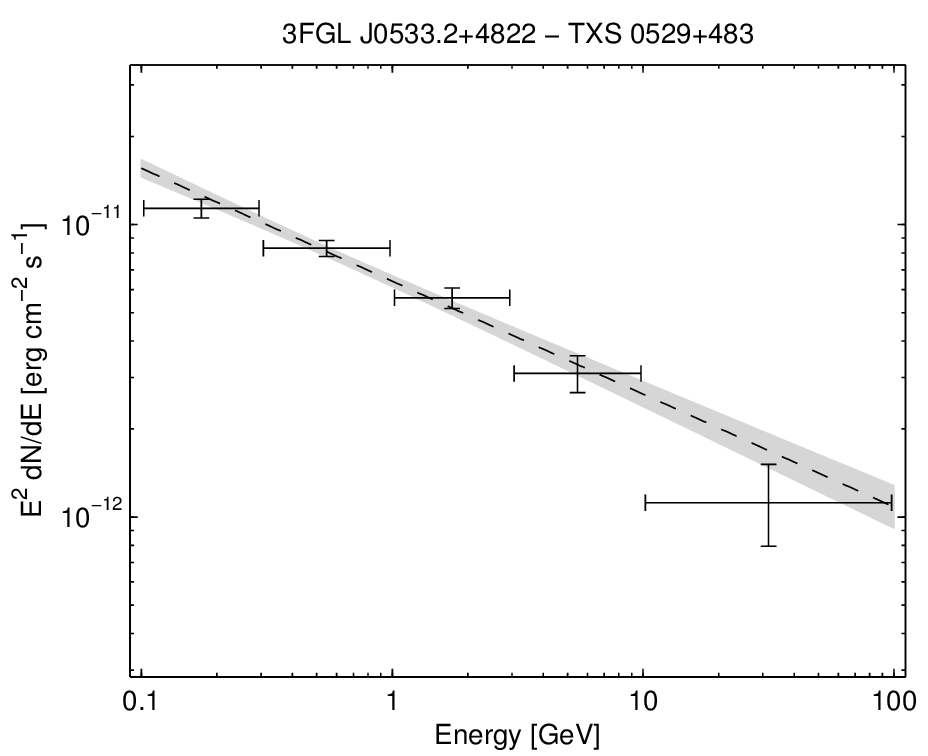 3FGL J0533.2+4822 − TXS 0529+483
E² dN/dE [erg cm⁻² s⁻¹]
10⁻¹¹
10⁻¹²
0.1 1 10 100
Energy [GeV]